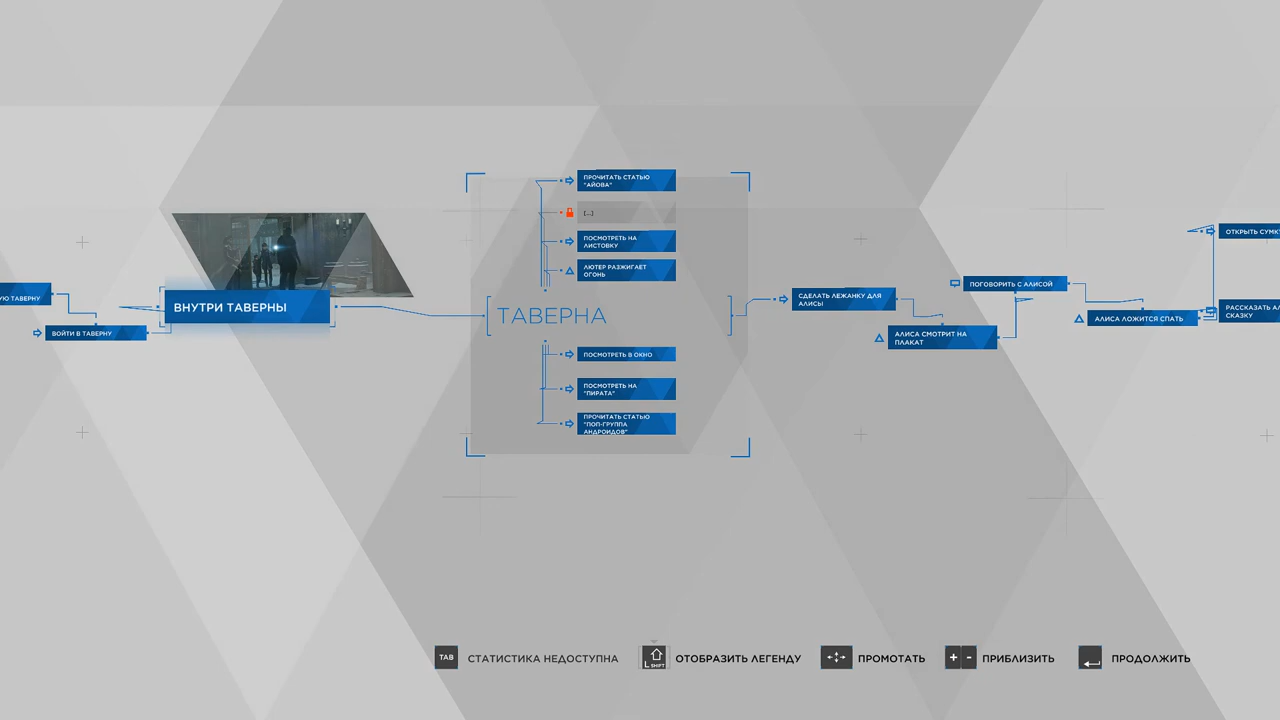 ПРОЧИТАТЬ СТАТЬЮ
"АЙОВА"
[...]
ПОСМОТРЕТЬ НА
ЛИСТОВКУ
ЛЮТЕР РАЗЖИГАЕТ
ОГОНЬ
ТАВЕРНА
ПОСМОТРЕТЬ В ОКНО
ПОСМОТРЕТЬ НА
"ПИРАТА"
ПРОЧИТАТЬ СТАТЬЮ
"ПОП-ГРУППА
АНДРОИДОВ"
ТАВЕРНУ
ВОЙТИ В ТАВЕРНУ
ВНУТРИ ТАВЕРНЫ
СДЕЛАТЬ ЛЕЖАНКУ ДЛЯ
АЛИСЫ
АЛИСА СМОТРИТ НА
ПЛАКАТ
ПОГОВОРИТЬ С АЛИСОЙ
АЛИСА ЛОЖИТСЯ СПАТЬ
ОТКРЫТЬ
РАССКАЗАТЬ
СКАЗКУ
TAB СТАТИСТИКА НЕДОСТУПНА
L SHIFT ОТОБРАЗИТЬ ЛЕГЕНДУ
ПРОМОТАТЬ
+ - ПРИБЛИЗИТЬ
ПРОДОЛЖИТЬ